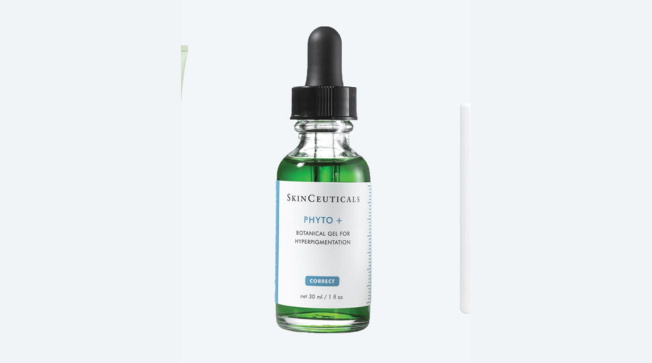 SKINCEUTICALS
PHYTO +
BOTANICAL GEL FOR
HYPERPIGMENTATION
CORRECT
net 30 ml / 1 fl oz